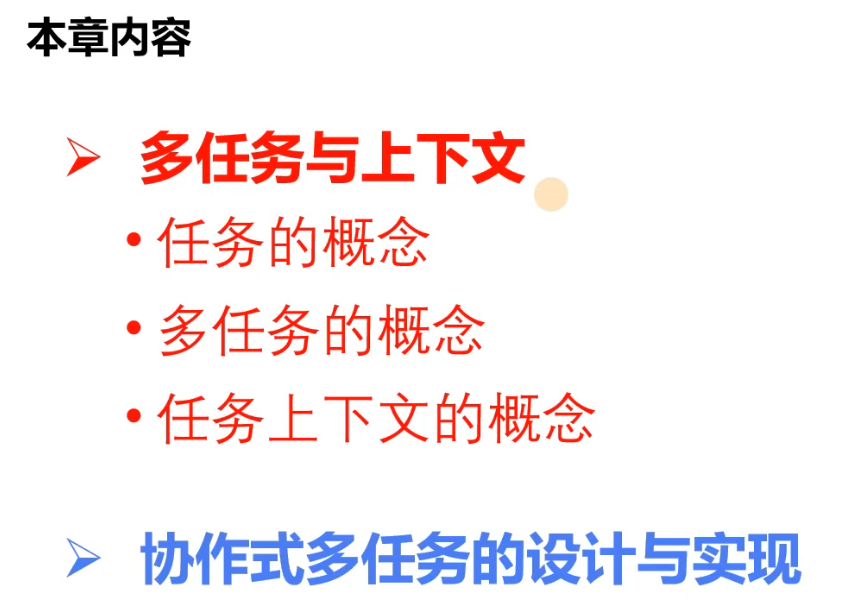 本章内容
➢ 多任务与上下文
• 任务的概念
• 多任务的概念
• 任务上下文的概念
➢ 协作式多任务的设计与实现